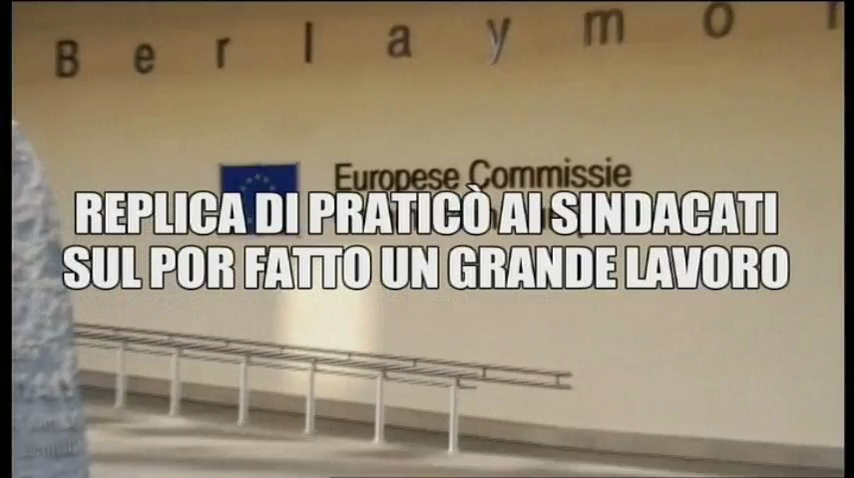 Berlaymo
Europese Commissie
REPLICA DI PRATICÒ AI SINDACATI
SUL POR FATTO UN GRANDE LAVORO